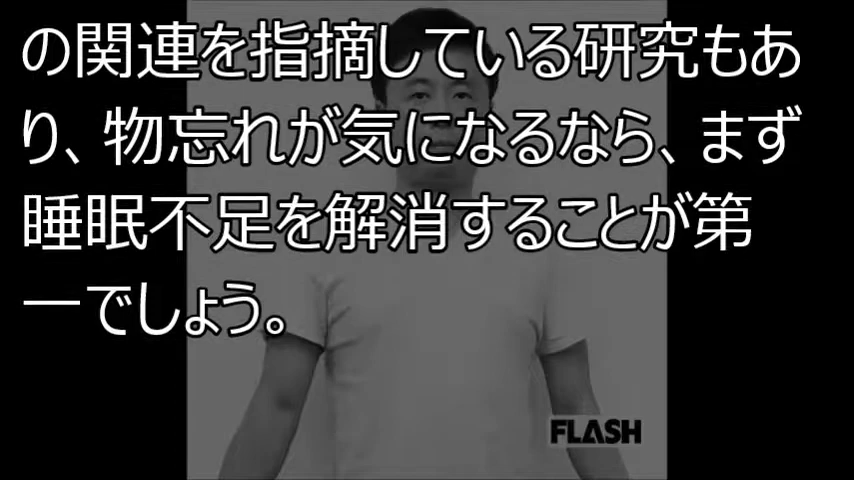 の関連を指摘している研究もあ
り、物忘れが気になるなら、まず
睡眠不足を解消することが第
一でしょう。
FLASH